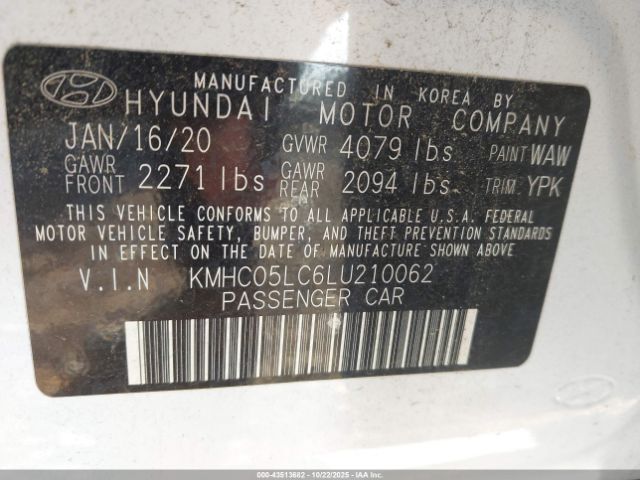 MANUFACTURED IN KOREA BY
HYUNDAI MOTOR COMPANY
JAN/16/20 GVWR 4079 lbs PAINT WAW
GAWR FRONT 2271 lbs GAWR REAR 2094 lbs TRIM YPK
THIS VEHICLE CONFORMS TO ALL APPLICABLE U.S.A. FEDERAL
MOTOR VEHICLE SAFETY, BUMPER, AND THEFT PREVENTION STANDARDS
IN EFFECT ON THE DATE OF MANUFACTURE SHOWN ABOVE.
V.I.N KMHC05LC6LU210062
PASSENGER CAR
000-43513682 | 10/22/2025 - IAA